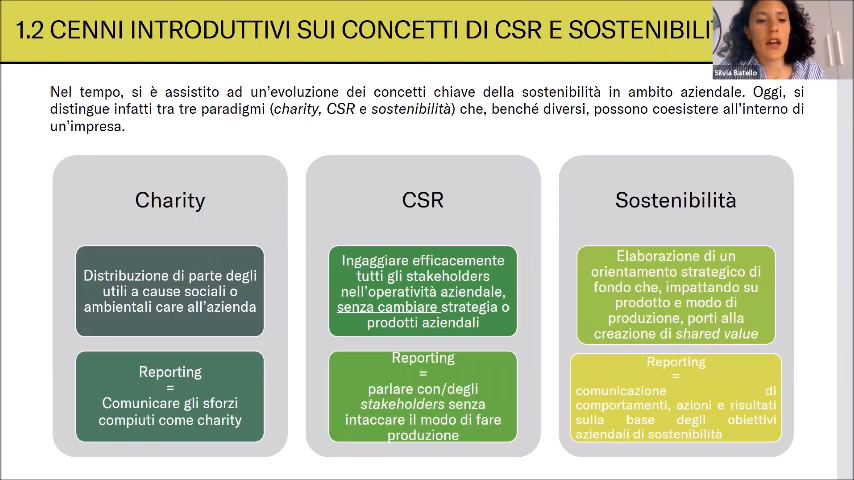 1.2 CENNI INTRODUTTIVI SUI CONCETTI DI CSR E SOSTENIBILI
Silvia Batello
Nel tempo, si è assistito ad un'evoluzione dei concetti chiave della sostenibilità in ambito aziendale. Oggi, si
distingue infatti tra tre paradigmi (charity, CSR e sostenibilità) che, benché diversi, possono coesistere all'interno di
un'impresa.
Charity
Distribuzione di parte degli
utili a cause sociali o
ambientali care all'azienda
Reporting
=
Comunicare gli sforzi
compiuti come charity
CSR
Ingaggiare efficacemente
tutti gli stakeholders
nell'operatività aziendale,
senza cambiare strategia o
prodotti aziendali
Reporting
=
parlare con/degli
stakeholders senza
intaccare il modo di fare
produzione
Sostenibilità
Elaborazione di un
orientamento strategico di
fondo che, impattando su
prodotto e modo di
produzione, porti alla
creazione di shared value
Reporting
=
comunicazione di
comportamenti, azioni e risultati
sulla base degli obiettivi
aziendali di sostenibilità